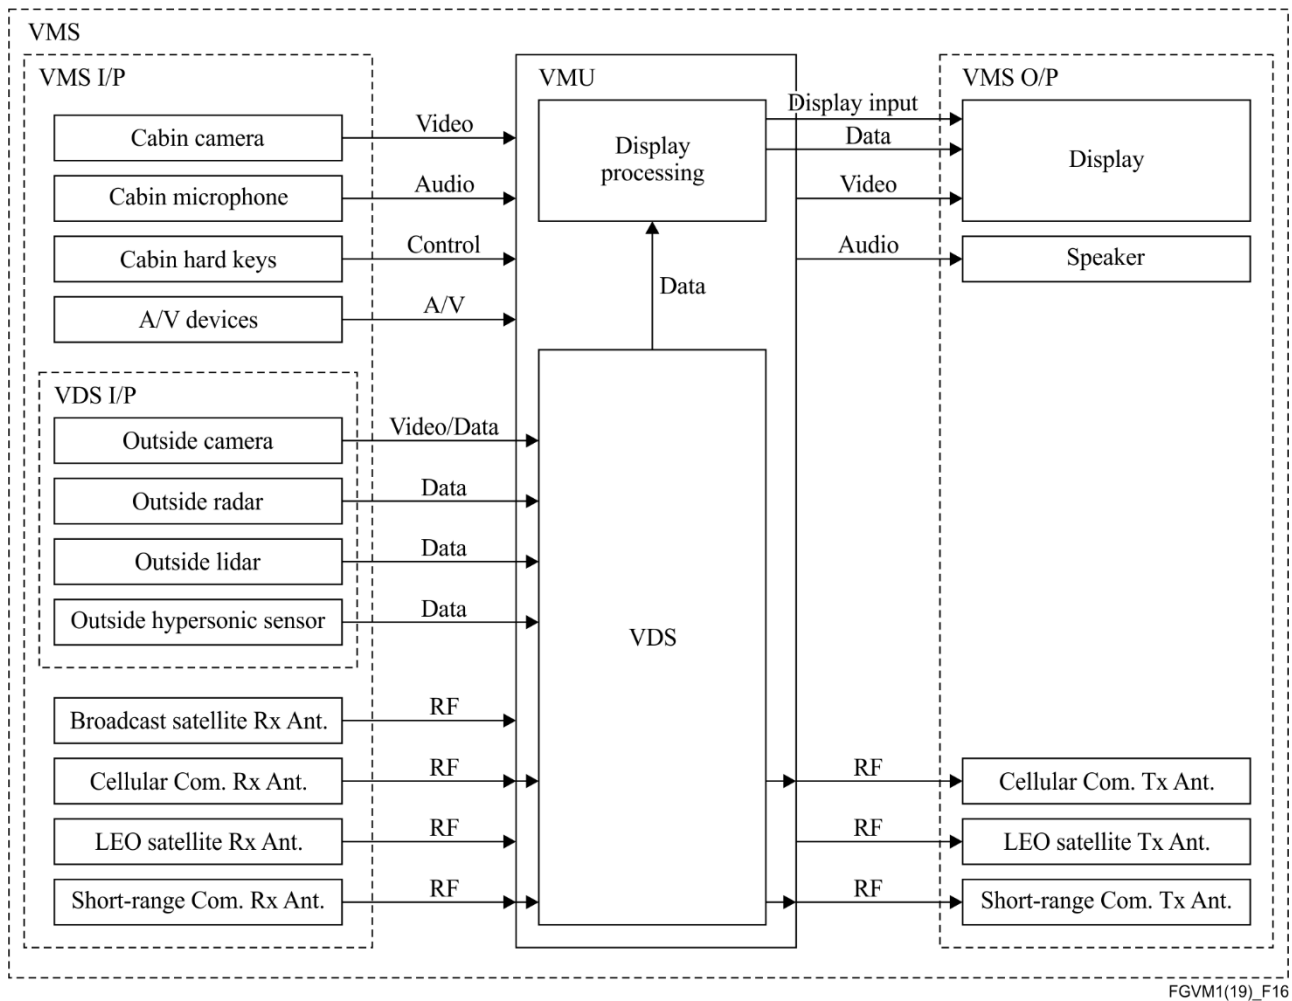 VMS
VMS I/P
VMU
VMS O/P
Cabin camera
Video
Display input
Display
processing
Data
Display
Cabin microphone
Audio
Video
Cabin hard keys
Control
Audio
Speaker
Data
A/V devices
A/V
VDS I/P
Outside camera
Video/Data
Outside radar
Data
Outside lidar
Data
Outside hypersonic sensor
Data
VDS
Broadcast satellite Rx Ant.
RF
Cellular Com. Rx Ant.
RF
RF
Cellular Com. Tx Ant.
LEO satellite Rx Ant.
RF
RF
LEO satellite Tx Ant.
Short-range Com. Rx Ant.
RF
RF
Short-range Com. Tx Ant.
FGVM1(19)_F16